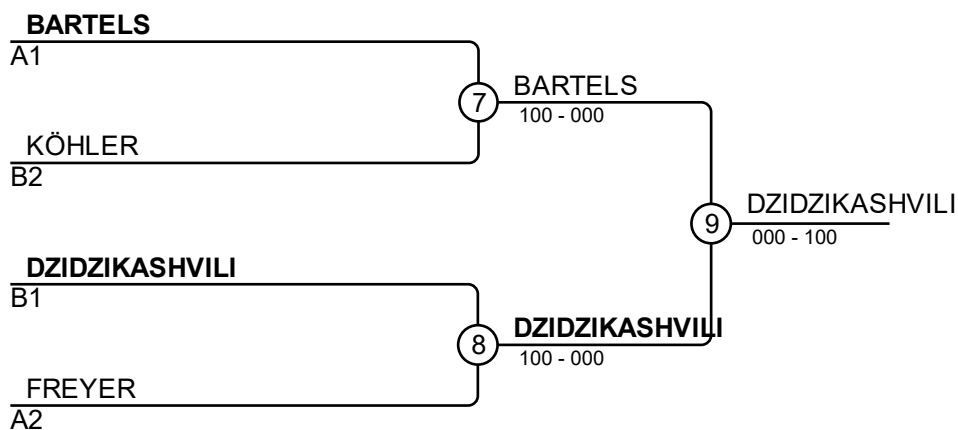 BARTELS
A1
7
BARTELS
100 - 000
KÖHLER
B2
9
DZIDZIKASHVILI
000 - 100
DZIDZIKASHVILI
B1
8
DZIDZIKASHVILI
100 - 000
FREYER
A2